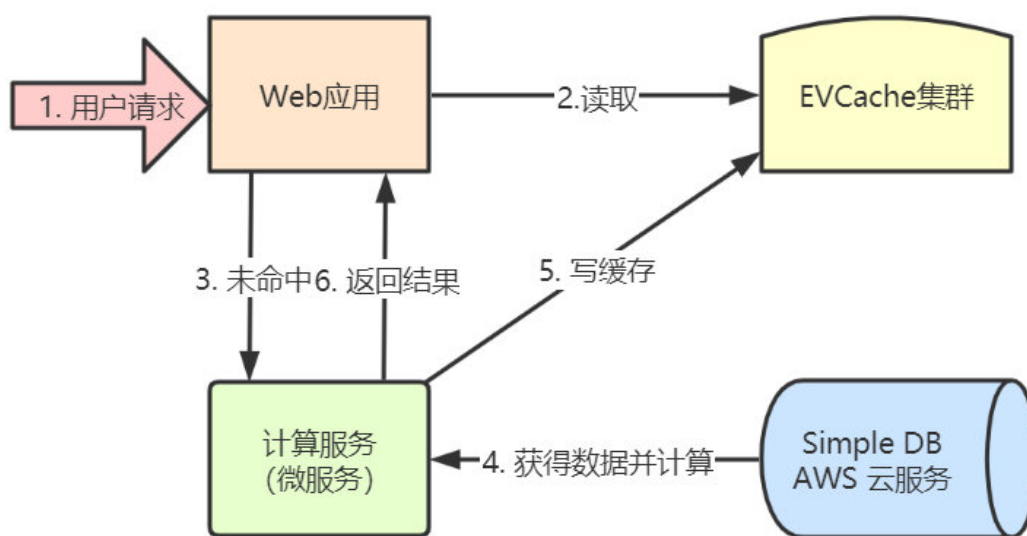 1. 用户请求
Web应用
2.读取
EVCache集群
3. 未命中
6. 返回结果
5. 写缓存
计算服务
（微服务）
4. 获得数据并计算
Simple DB
AWS 云服务